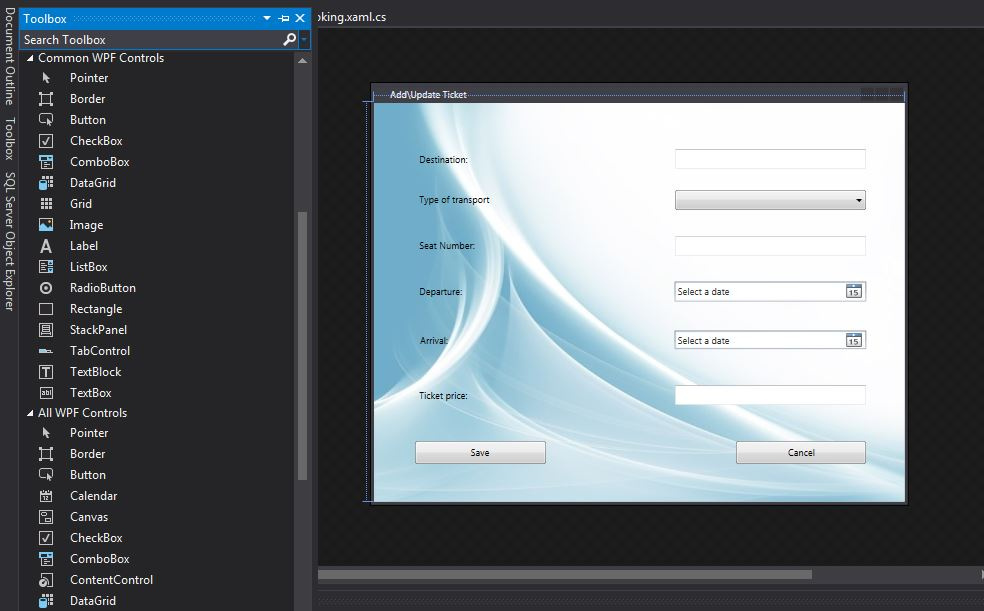 Document Outline
Toolbox
SQL Server Object Explorer
Toolbox
Search Toolbox
Common WPF Controls
Pointer
Border
Button
CheckBox
ComboBox
DataGrid
Grid
Image
Label
ListBox
RadioButton
Rectangle
StackPanel
TabControl
TextBlock
TextBox
All WPF Controls
Pointer
Border
Button
Calendar
Canvas
CheckBox
ComboBox
ContentControl
DataGrid
oking.xaml.cs
Add\Update Ticket
Destination:
Type of transport
Seat Number:
Departure:
Select a date
15
Arrival:
Select a date
15
Ticket price:
Save
Cancel